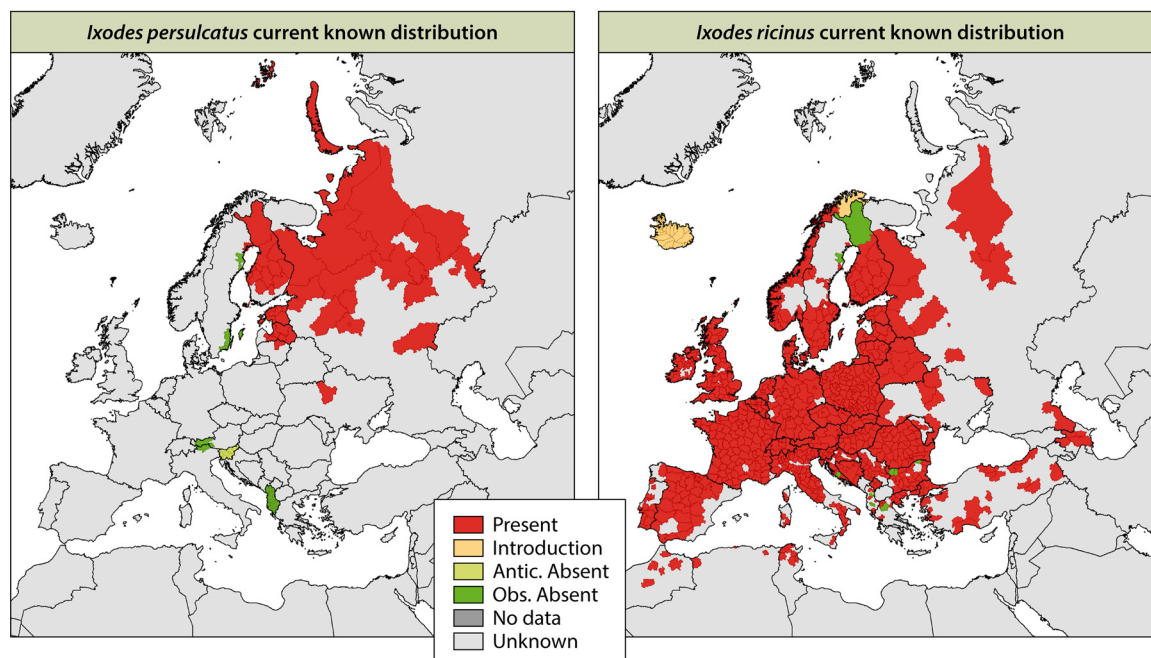 Ixodes persulcatus current known distribution
Ixodes ricinus current known distribution
Present
Introduction
Antic. Absent
Obs. Absent
No data
Unknown